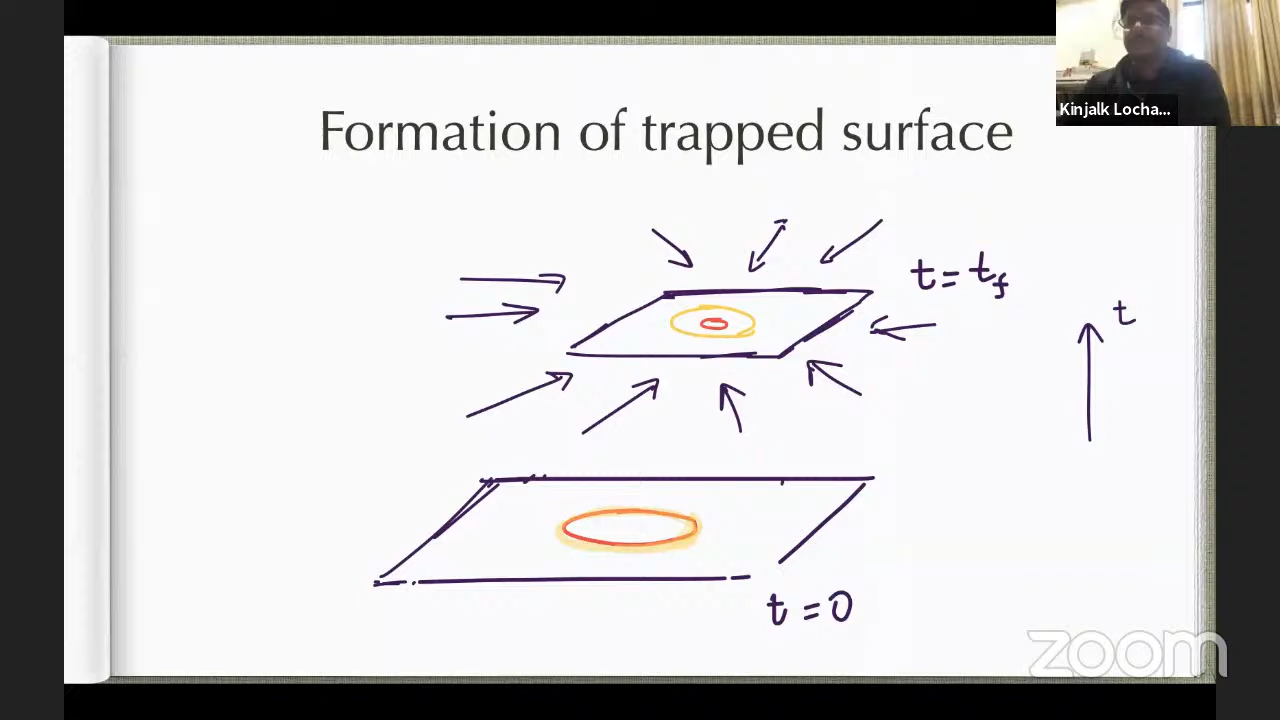 Kinjalk Locha...
Formation of trapped surface
t = t_f
t
t = 0
zoom